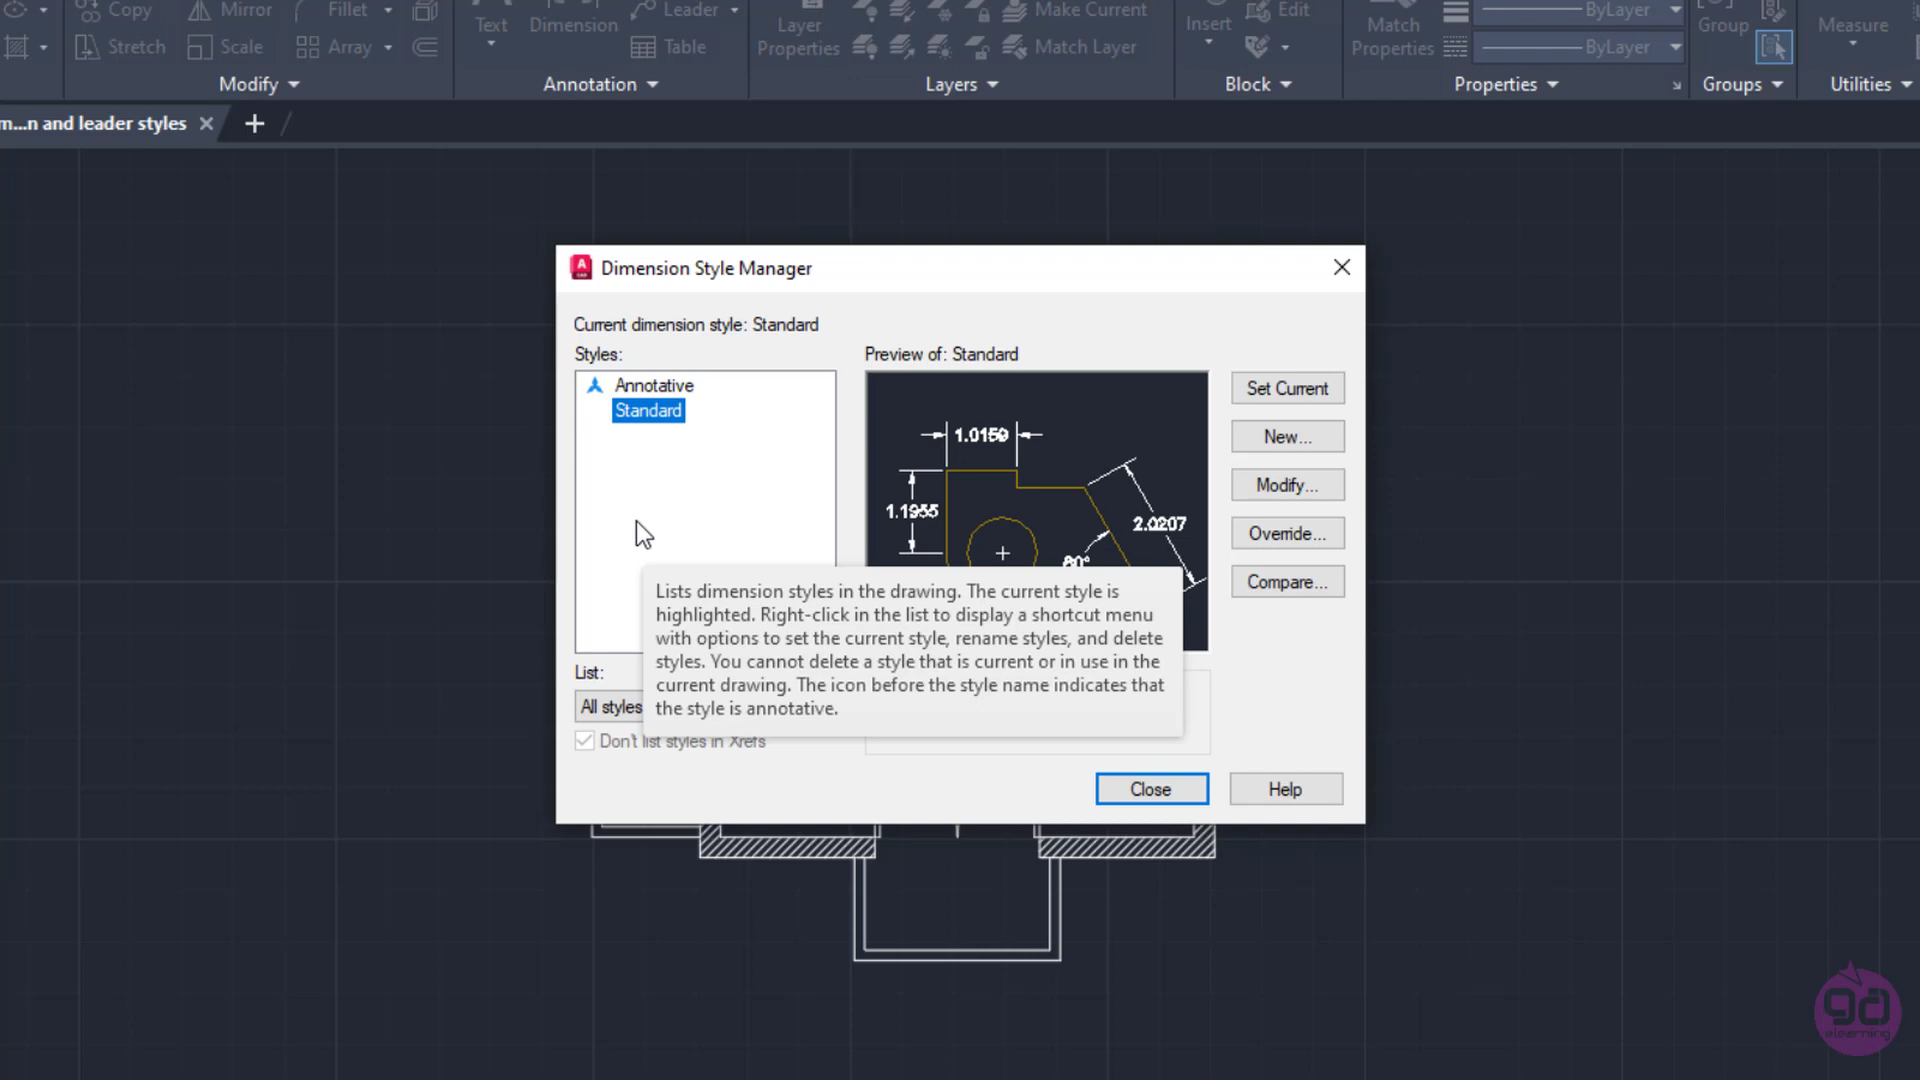 Copy
Mirror
Fillet
Text
Dimension
Leader
Layer
Properties
Make Current
Insert
Edit
Match
Properties
ByLayer
Group
Measure
Stretch
Scale
Array
Table
Match Layer
ByLayer
Modify
Annotation
Layers
Block
Properties
Groups
Utilities
m...n and leader styles
Dimension Style Manager
Current dimension style: Standard
Styles:
Preview of: Standard
Annotative
Standard
Set Current
New...
Modify...
Override...
Compare...
1.0159
1.1955
2.0207
60°
Lists dimension styles in the drawing. The current style is
highlighted. Right-click in the list to display a shortcut menu
with options to set the current style, rename styles, and delete
styles. You cannot delete a style that is current or in use in the
current drawing. The icon before the style name indicates that
the style is annotative.
List:
All styles
Don't list styles in Xrefs
Close
Help
ga
elearning